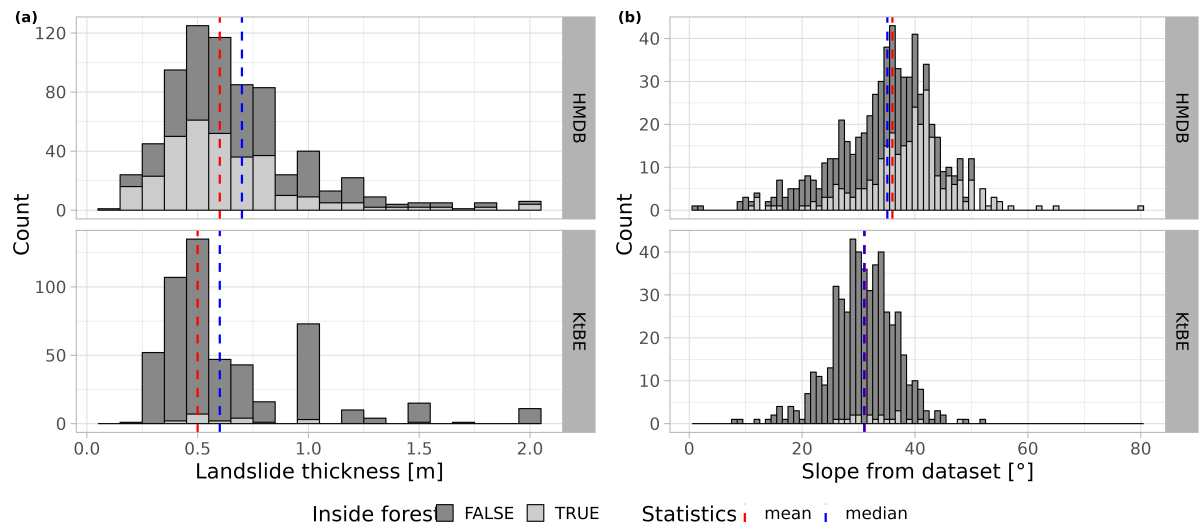 (a)
(b)
120
80
40
0
HMDB
100
50
0
KtBE
Count
0.0 0.5 1.0 1.5 2.0
Landslide thickness [m]
40
30
20
10
0
HMDB
40
30
20
10
0
KtBE
Count
0 20 40 60 80
Slope from dataset [°]
Inside forest FALSE TRUE Statistics mean median